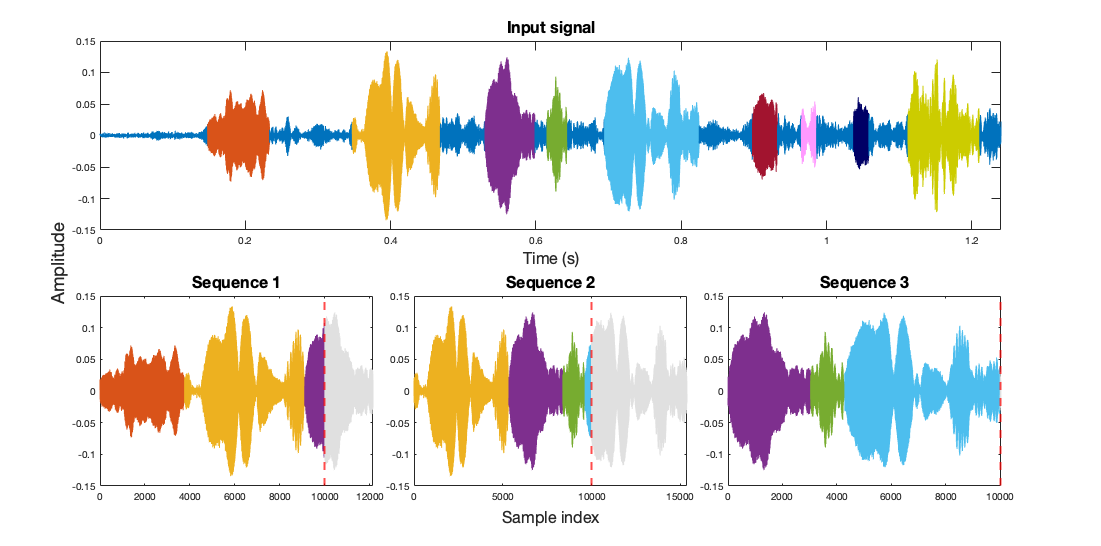 Input signal
0.15
0.1
0.05
0
-0.05
-0.1
-0.15
0 0.2 0.4 0.6 0.8 1 1.2
Time (s)
Amplitude
Sequence 1 Sequence 2 Sequence 3
0.15 0.15 0.15
0.1 0.1 0.1
0.05 0.05 0.05
0 0 0
-0.05 -0.05 -0.05
-0.1 -0.1 -0.1
-0.15 -0.15 -0.15
0 2000 4000 6000 8000 10000 12000 0 5000 10000 15000 0 2000 4000 6000 8000 10000
Sample index